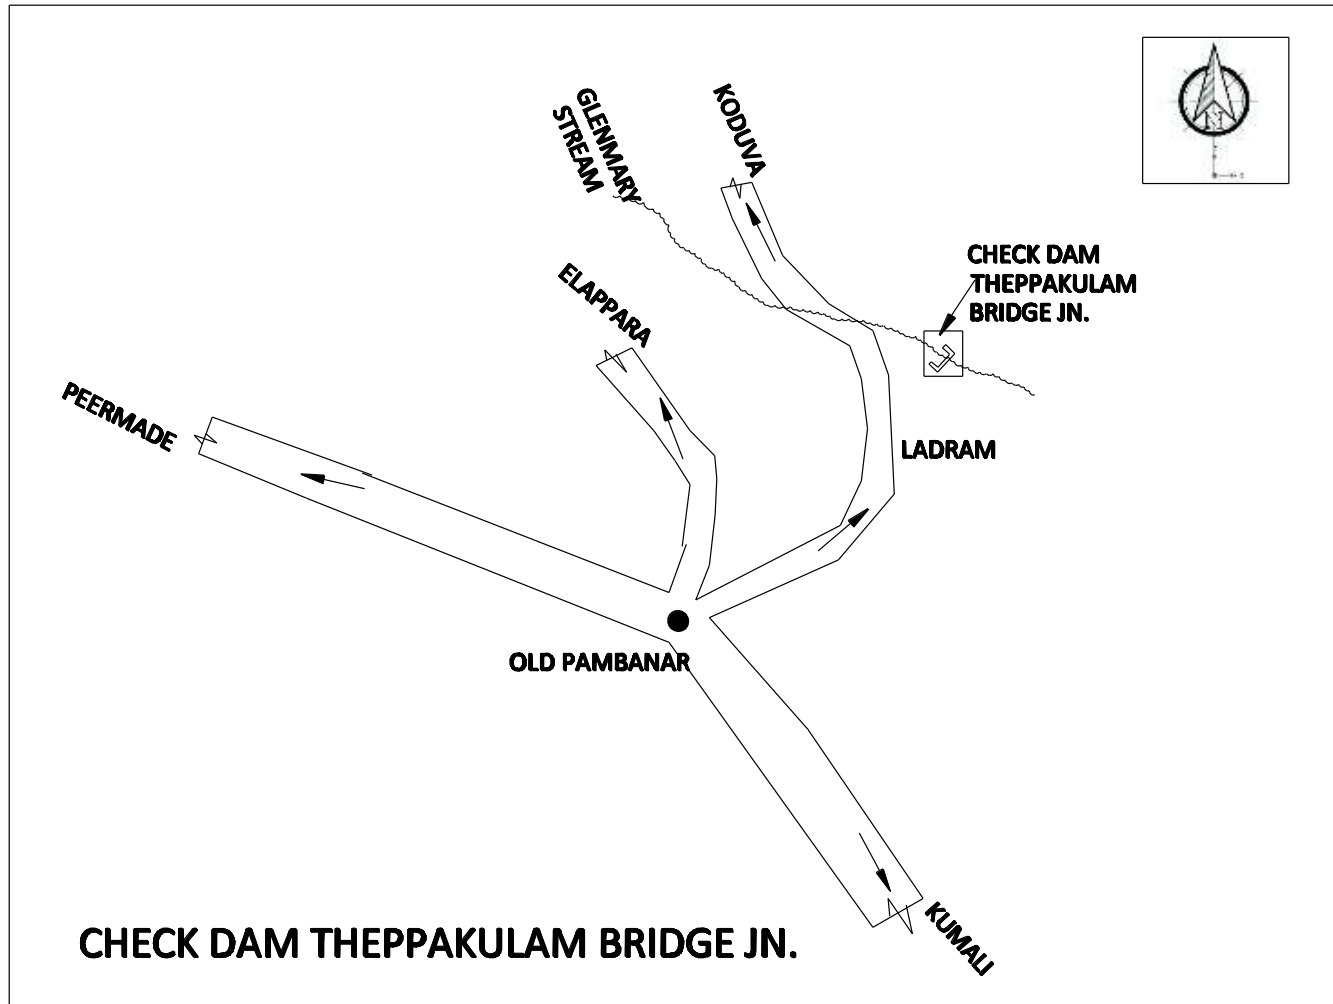 GLENMARY
STREAM
KODUVA
N
CHECK DAM
THEPPAKULAM
BRIDGE JN.
ELAPPARA
PEERMADE
LADRAM
OLD PAMBANAR
KUMALI
CHECK DAM THEPPAKULAM BRIDGE JN.